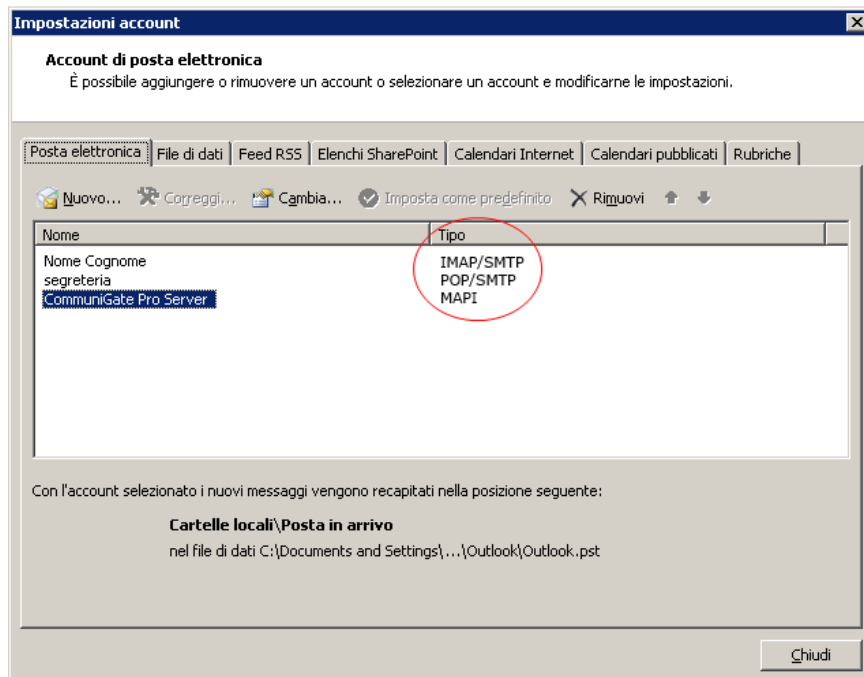 Impostazioni account
Account di posta elettronica
È possibile aggiungere o rimuovere un account o selezionare un account e modificarne le impostazioni.
Posta elettronica File di dati Feed RSS Elenchi SharePoint Calendari Internet Calendari pubblicati Rubriche
Nuovo... Correggi... Cambia... Imposta come predefinito Rimuovi
Nome Tipo
Nome Cognome IMAP/SMTP
segreteria POP/SMTP
CommuniGate Pro Server MAPI
Con l'account selezionato i nuovi messaggi vengono recapitati nella posizione seguente:
Cartelle locali\Posta in arrivo
nel file di dati C:\Documents and Settings\...\Outlook\Outlook.pst
Chiudi